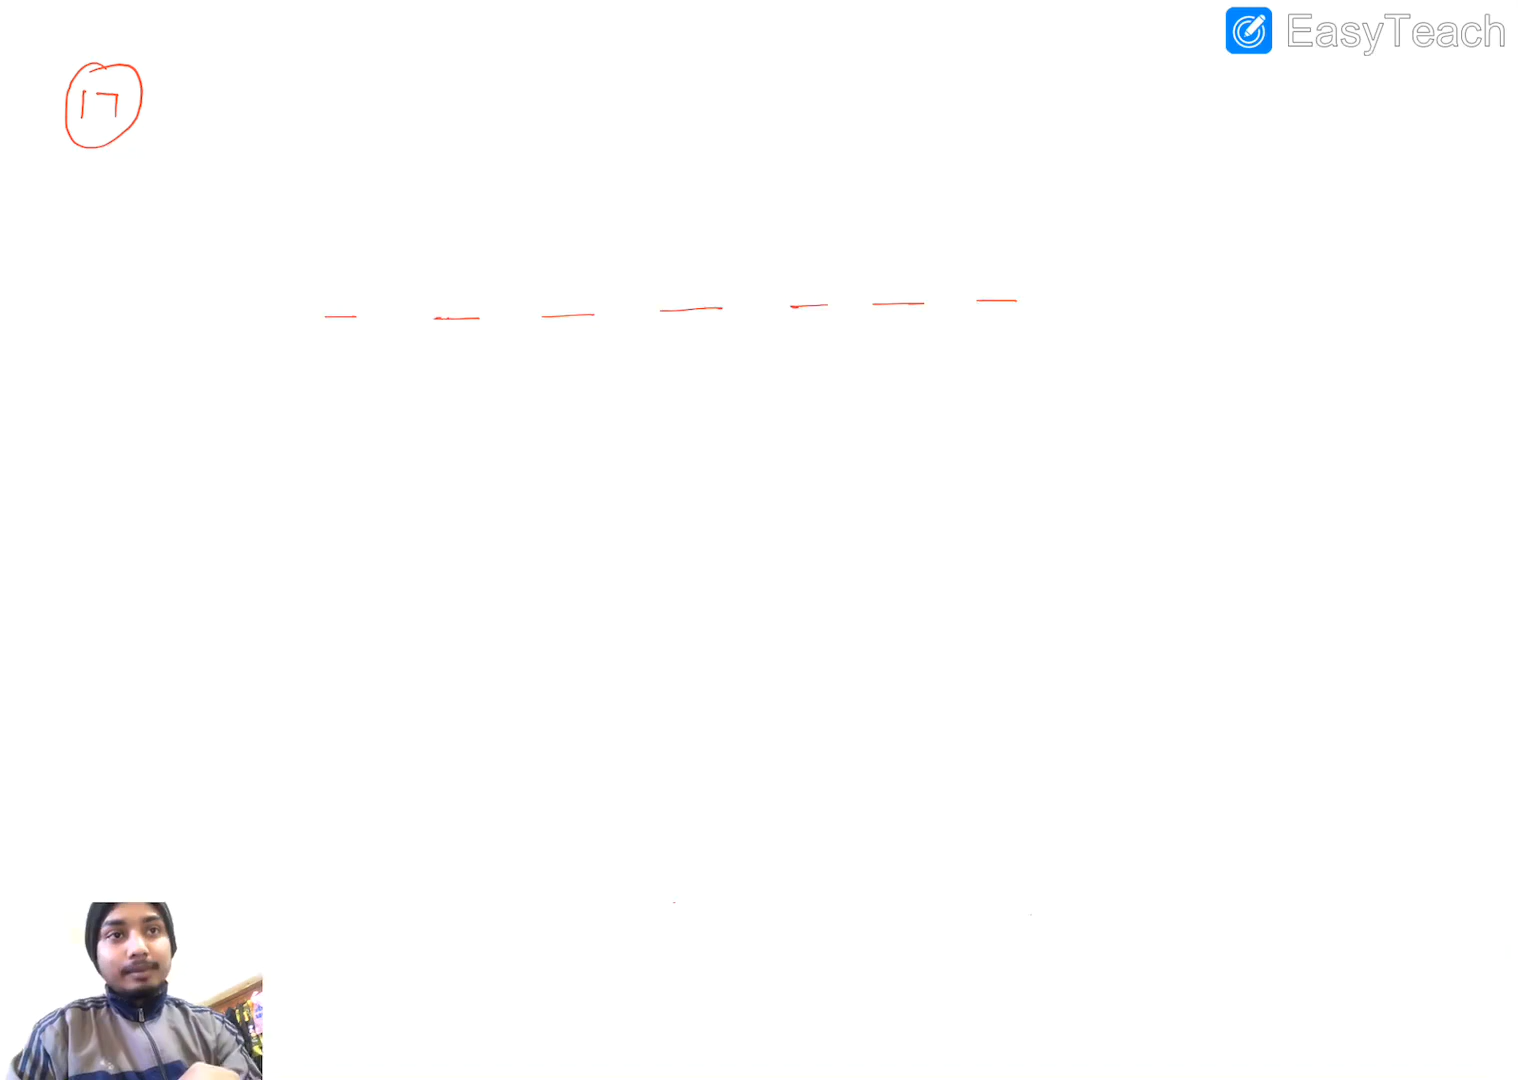 EasyTeach
17
_ _ _ _ _ _ _